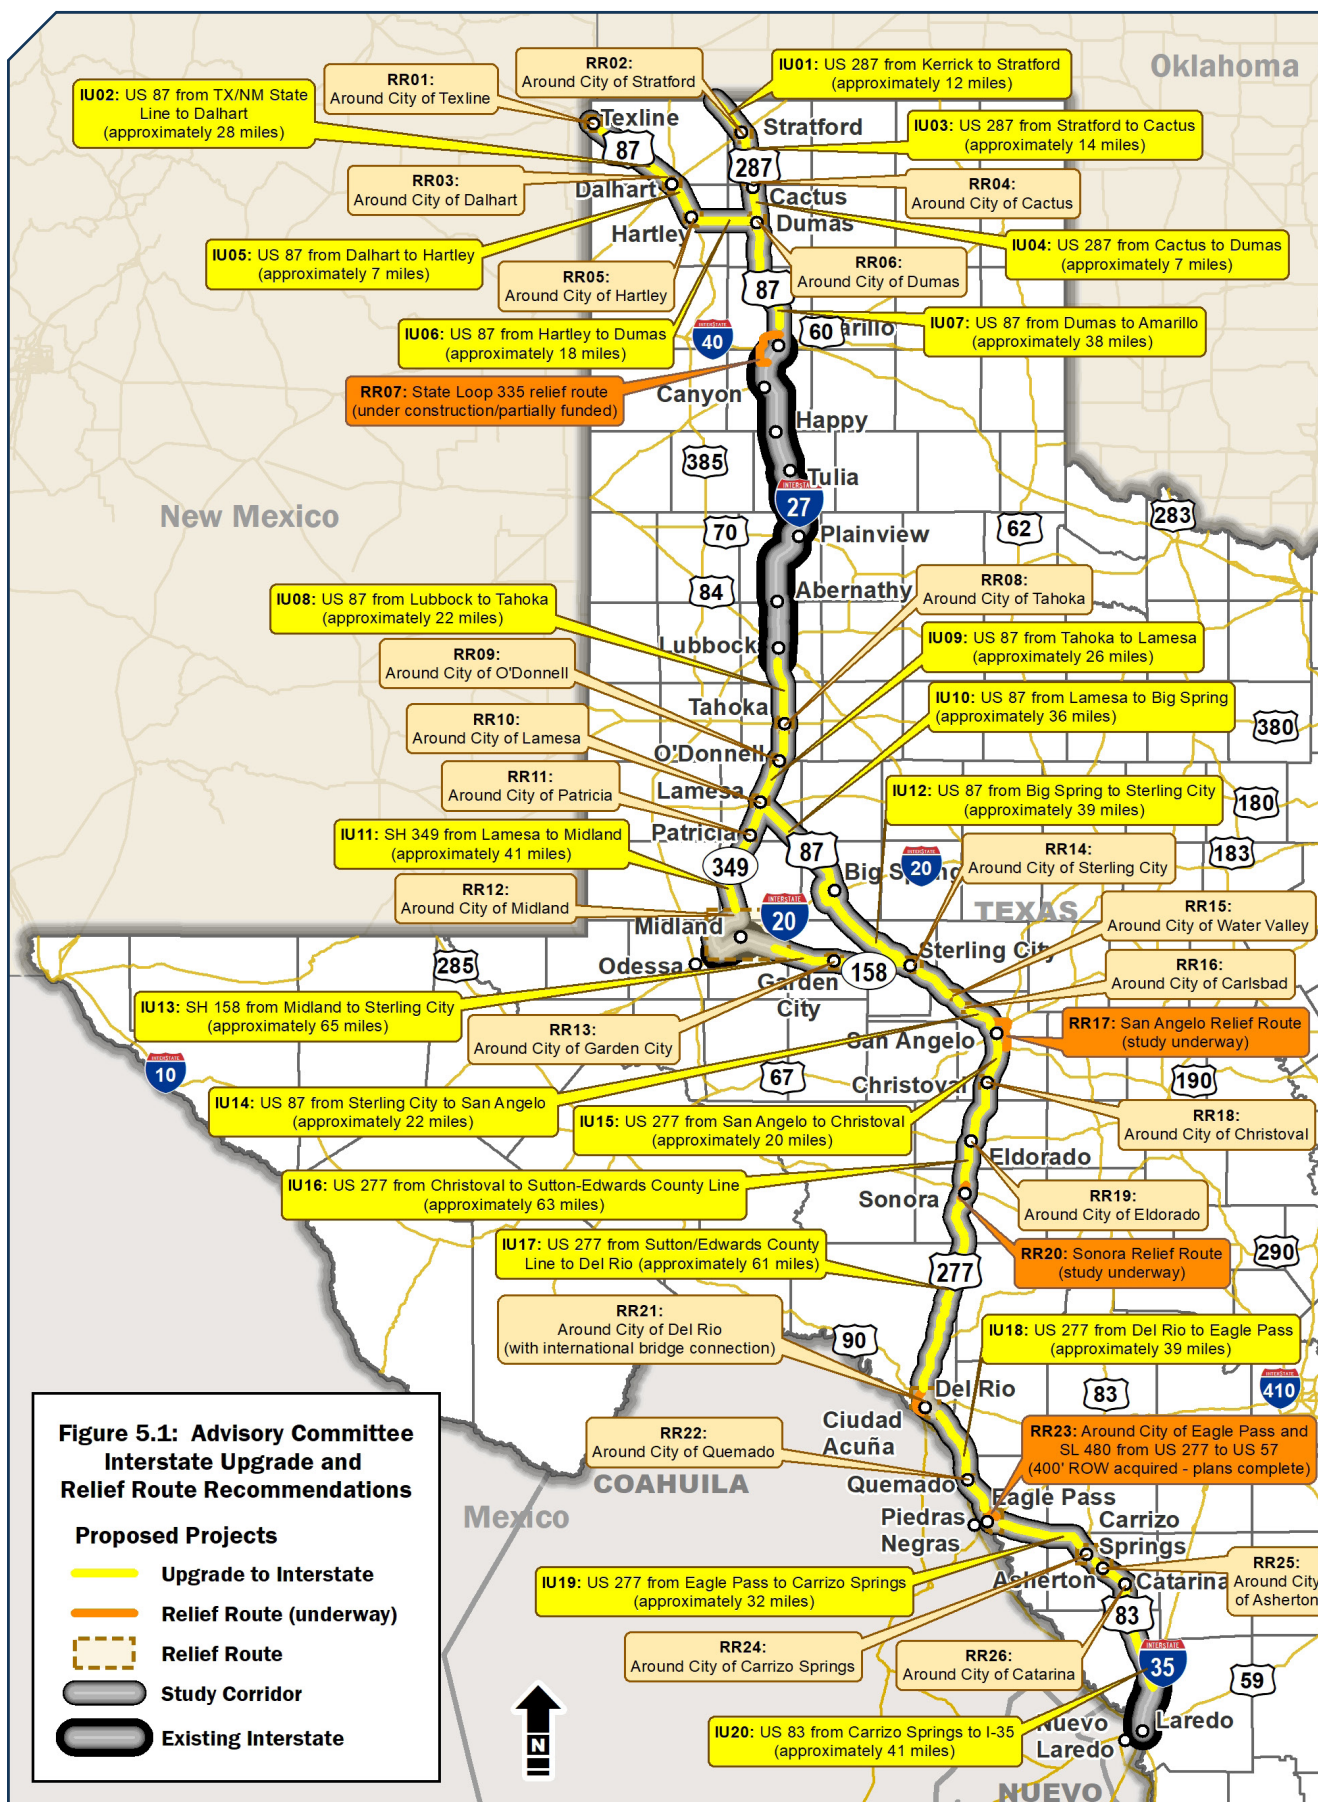 Oklahoma
RR02:
Around City of Stratford
IU01: US 287 from Kerrick to Stratford
(approximately 12 miles)
RR01:
Around City of Texline
IU02: US 87 from TX/NM State
Line to Dalhart
(approximately 28 miles)
Texline
Stratford
IU03: US 287 from Stratford to Cactus
(approximately 14 miles)
87
287
RR03:
Around City of Dalhart
Dalhart
Cactus
RR04:
Around City of Cactus
Dumas
Hartley
IU05: US 87 from Dalhart to Hartley
(approximately 7 miles)
IU04: US 287 from Cactus to Dumas
(approximately 7 miles)
RR05:
Around City of Hartley
RR06:
Around City of Dumas
87
IU06: US 87 from Hartley to Dumas
(approximately 18 miles)
INTERSTATE
40
60
arillo
IU07: US 87 from Dumas to Amarillo
(approximately 38 miles)
RR07: State Loop 335 relief route
(under construction/partially funded)
Canyon
Happy
385
Tulia
INTERSTATE
27
New Mexico
283
62
70
Plainview
84
Abernathy
RR08:
Around City of Tahoka
IU08: US 87 from Lubbock to Tahoka
(approximately 22 miles)
Lubbock
IU09: US 87 from Tahoka to Lamesa
(approximately 26 miles)
RR09:
Around City of O'Donnell
Tahoka
IU10: US 87 from Lamesa to Big Spring
(approximately 36 miles)
RR10:
Around City of Lamesa
380
O'Donnell
RR11:
Around City of Patricia
Lamesa
IU12: US 87 from Big Spring to Sterling City
(approximately 39 miles)
180
IU11: SH 349 from Lamesa to Midland
(approximately 41 miles)
Patricia
349
87
183
INTERSTATE
20
RR14:
Around City of Sterling City
Big Spring
RR12:
Around City of Midland
INTERSTATE
20
TEXAS
RR15:
Around City of Water Valley
Midland
Sterling City
285
Odessa
158
RR16:
Around City of Carlsbad
Garden
City
IU13: SH 158 from Midland to Sterling City
(approximately 65 miles)
RR17: San Angelo Relief Route
(study underway)
RR13:
Around City of Garden City
San Angelo
INTERSTATE
10
67
Christoval
190
IU14: US 87 from Sterling City to San Angelo
(approximately 22 miles)
IU15: US 277 from San Angelo to Christoval
(approximately 20 miles)
RR18:
Around City of Christoval
Eldorado
IU16: US 277 from Christoval to Sutton-Edwards County Line
(approximately 63 miles)
Sonora
RR19:
Around City of Eldorado
IU17: US 277 from Sutton/Edwards County
Line to Del Rio (approximately 61 miles)
RR20: Sonora Relief Route
(study underway)
290
277
RR21:
Around City of Del Rio
(with international bridge connection)
90
IU18: US 277 from Del Rio to Eagle Pass
(approximately 39 miles)
Del Rio
83
INTERSTATE
410
Ciudad
Acuña
RR22:
Around City of Quemado
RR23: Around City of Eagle Pass and
SL 480 from US 277 to US 57
(400' ROW acquired - plans complete)
COAHUILA
Quemado
Eagle Pass
Mexico
Piedras
Negras
Carrizo
Springs
IU19: US 277 from Eagle Pass to Carrizo Springs
(approximately 32 miles)
Asherton
Catarina
RR25:
Around City
of Asherton
83
RR24:
Around City of Carrizo Springs
RR26:
Around City of Catarina
INTERSTATE
35
59
IU20: US 83 from Carrizo Springs to I-35
(approximately 41 miles)
Nuevo
Laredo
Laredo
NUEVO
Figure 5.1: Advisory Committee
Interstate Upgrade and
Relief Route Recommendations
Proposed Projects
Upgrade to Interstate
Relief Route (underway)
Relief Route
Study Corridor
Existing Interstate
N